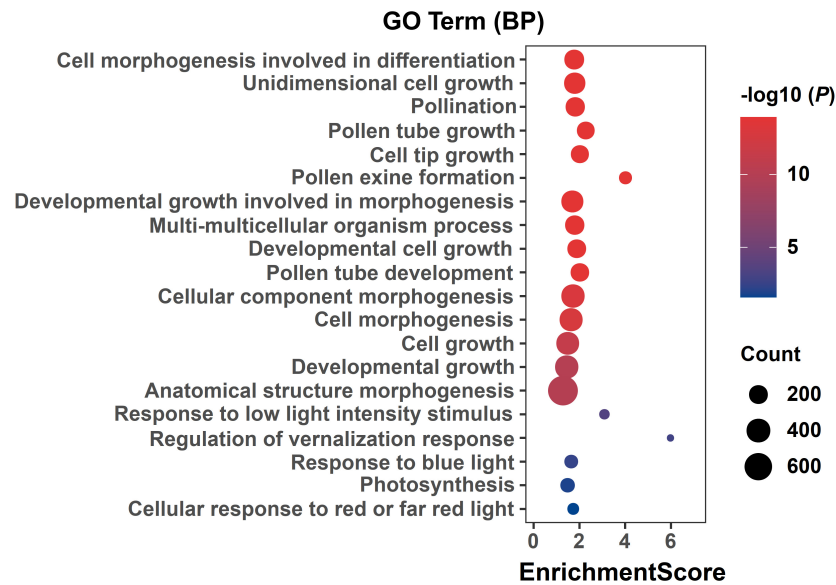 GO Term (BP)
Cell morphogenesis involved in differentiation
Unidimensional cell growth
Pollination
Pollen tube growth
Cell tip growth
Pollen exine formation
Developmental growth involved in morphogenesis
Multi-multicellular organism process
Developmental cell growth
Pollen tube development
Cellular component morphogenesis
Cell morphogenesis
Cell growth
Developmental growth
Anatomical structure morphogenesis
Response to low light intensity stimulus
Regulation of vernalization response
Response to blue light
Photosynthesis
Cellular response to red or far red light
0 2 4 6
EnrichmentScore
-log10 (P)
10
5
Count
200
400
600